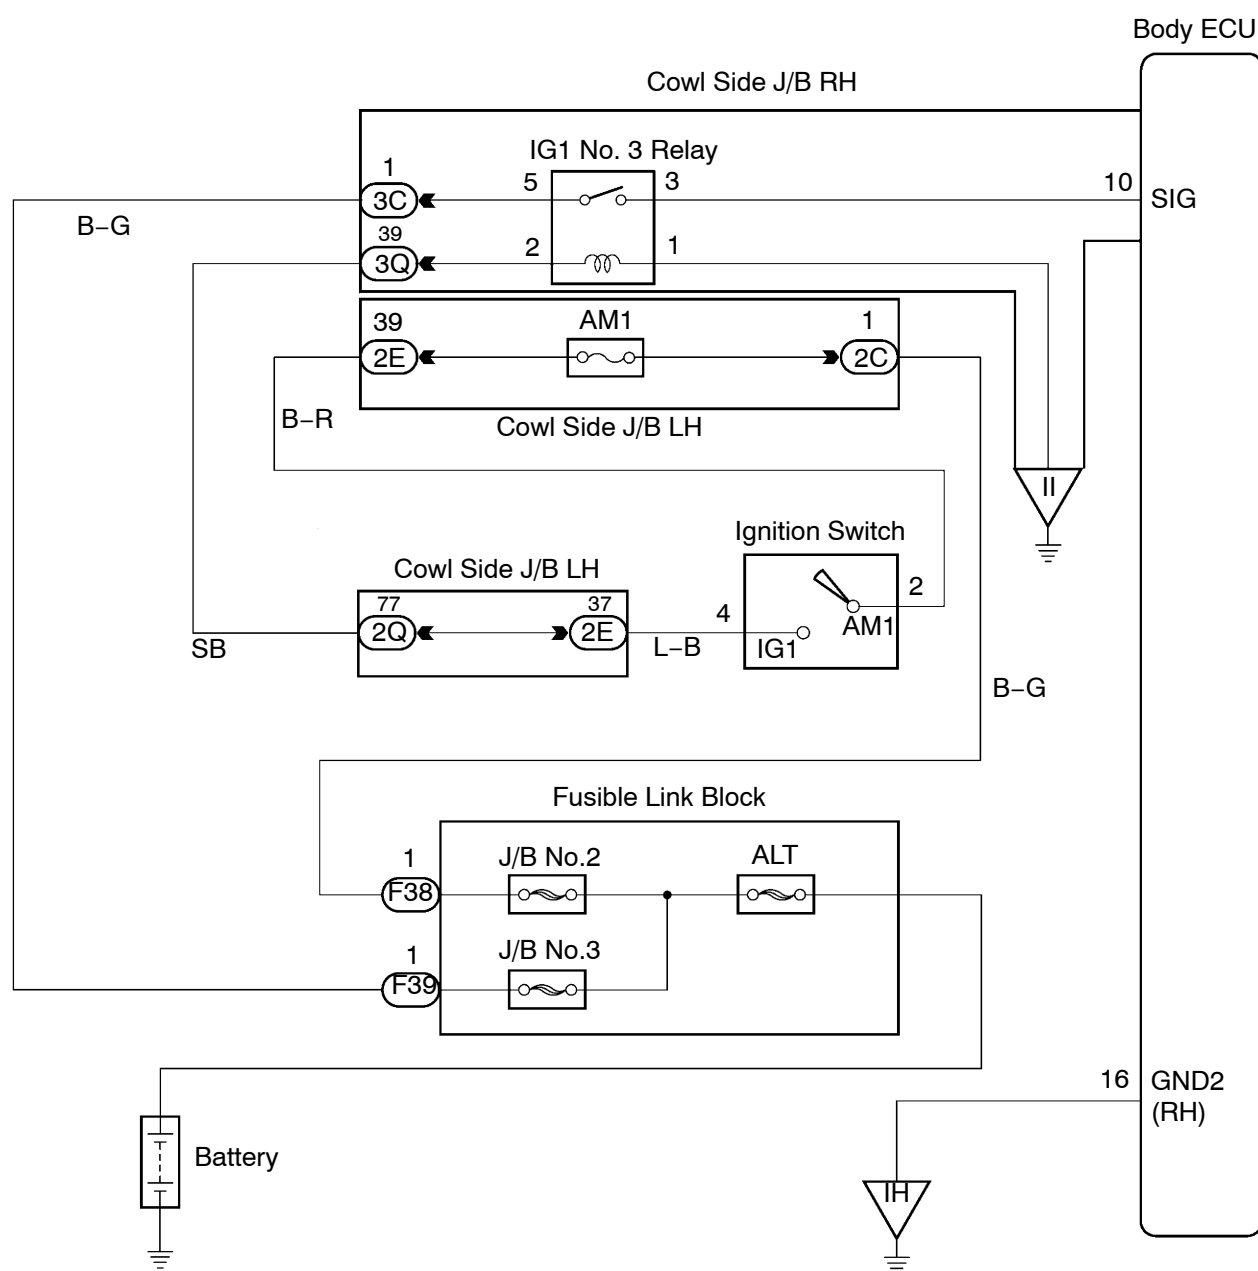 Body ECU
Cowl Side J/B RH
IG1 No. 3 Relay
1
5
3
10
3C
SIG
B–G
39
2
1
3Q
39
AM1
1
2E
2C
B–R
Cowl Side J/B LH
II
Ignition Switch
Cowl Side J/B LH
2
77
37
4
AM1
2Q
2E
IG1
SB
L–B
B–G
Fusible Link Block
1
J/B No.2
ALT
F38
1
J/B No.3
F39
16
GND2
(RH)
Battery
IH